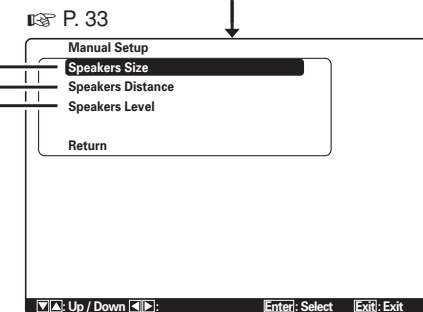 ☞ P. 33
Manual Setup
Speakers Size
Speakers Distance
Speakers Level
Return
▼▲: Up / Down ◀▶: Enter: Select Exit: Exit